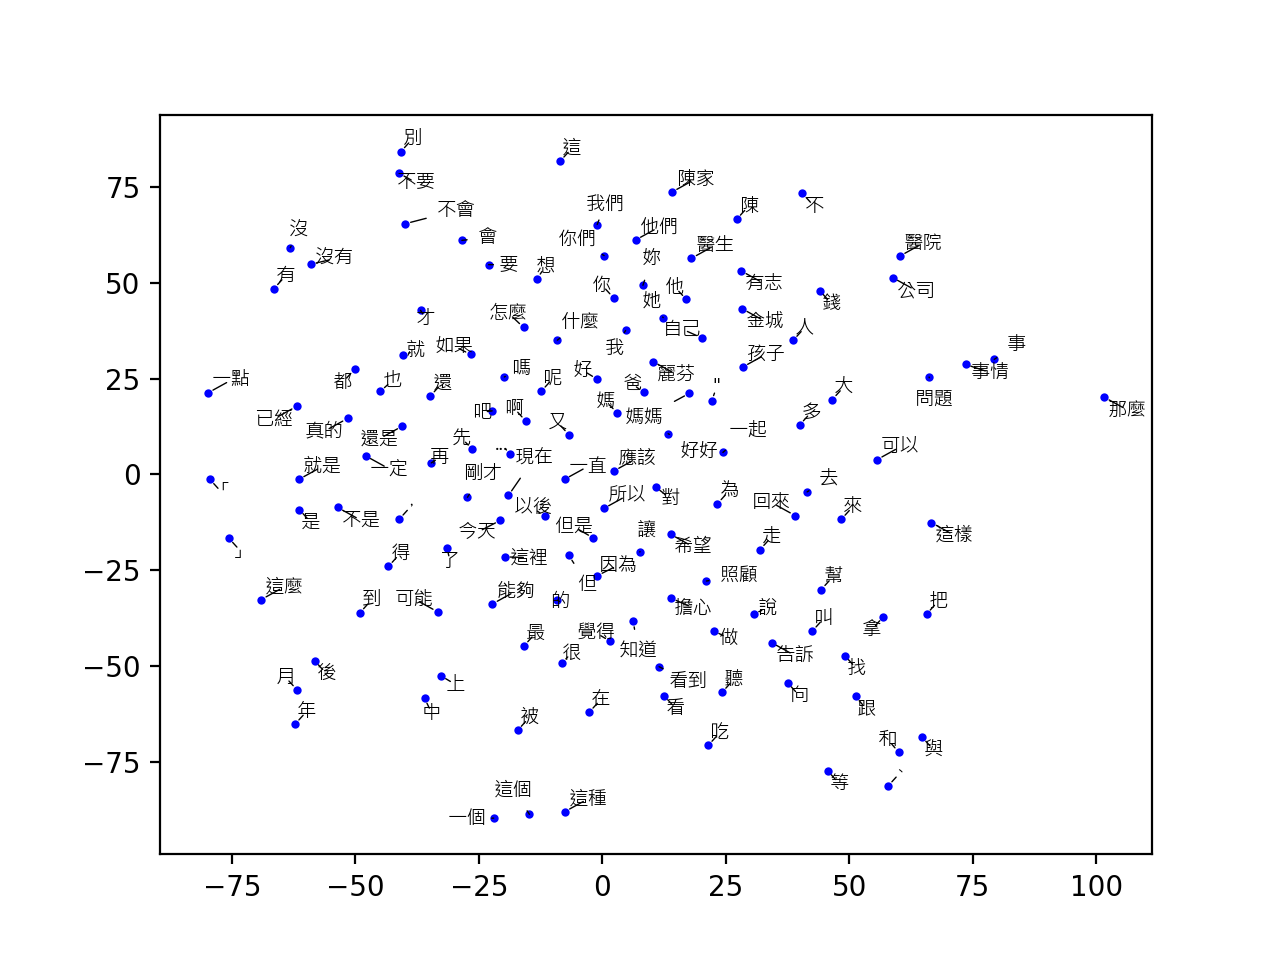 別
這
不要
陳家
不會
我們
陳
不
沒
會
你們
他們
醫生
醫院
沒有
要
想
妳
有
你
她
他
有志
公司
錢
才
怎麼
什麼
自己
金城
人
就
如果
我
孩子
事
事情
一點
都
也
還
嗎
呢
好
爸
麗芬
"
大
問題
那麼
已經
真的
還是
吧
啊
又
媽
媽媽
多
一起
先
…
現在
好好
可以
就是
一定
再
剛才
一直
應該
「
是
不是
,
以後
所以
對
為
回來
去
來
」
今天
但是
讓
希望
走
這樣
得
了
這裡
、
因為
但
照顧
幫
這麼
到
可能
能夠
的
擔心
說
叫
拿
把
最
很
覺得
知道
做
告訴
找
月
後
上
看到
看
聽
向
跟
年
中
被
在
吃
和
與
等
、
這個
一個
這種
75
50
25
0
−25
−50
−75
−75 −50 −25 0 25 50 75 100